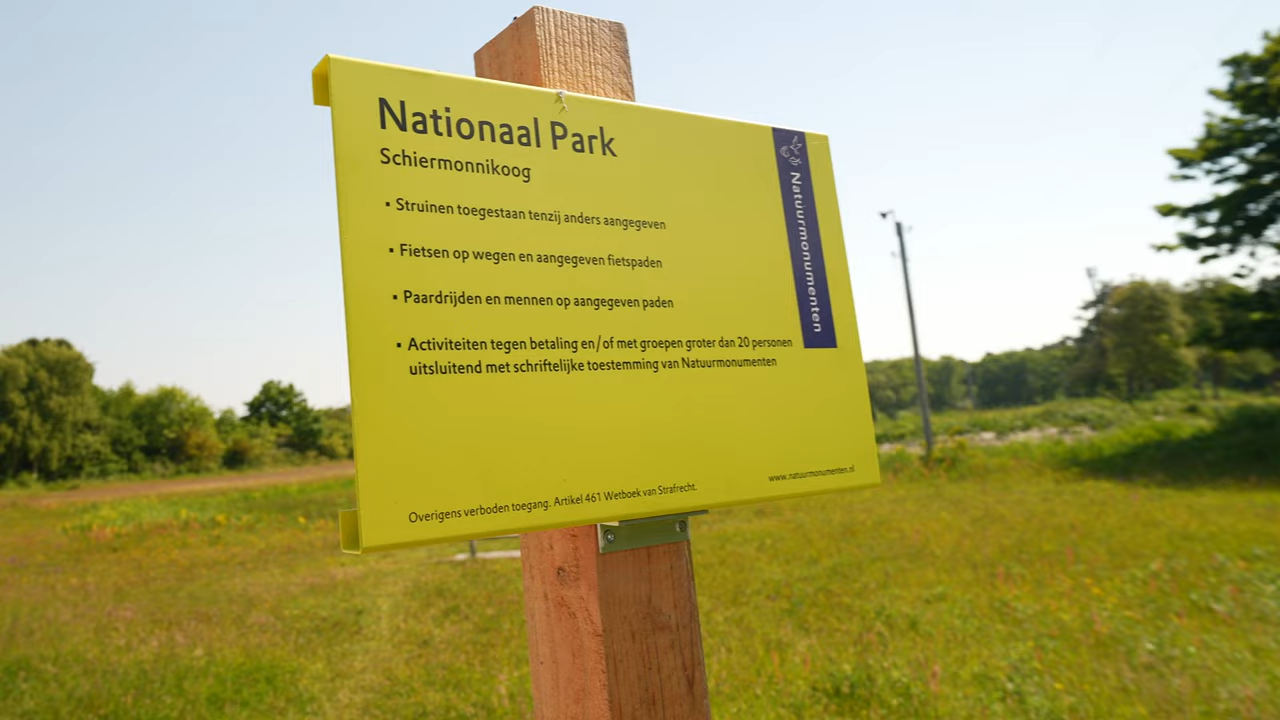 Nationaal Park
Schiermonnikoog
▪ Struinen toegestaan tenzij anders aangegeven
▪ Fietsen op wegen en aangegeven fietspaden
▪ Paardrijden en mennen op aangegeven paden
▪ Activiteiten tegen betaling en/of met groepen groter dan 20 personen
uitsluitend met schriftelijke toestemming van Natuurmonumenten
Natuurmonumenten
Overigens verboden toegang. Artikel 461 Wetboek van Strafrecht.
www.natuurmonumenten.nl